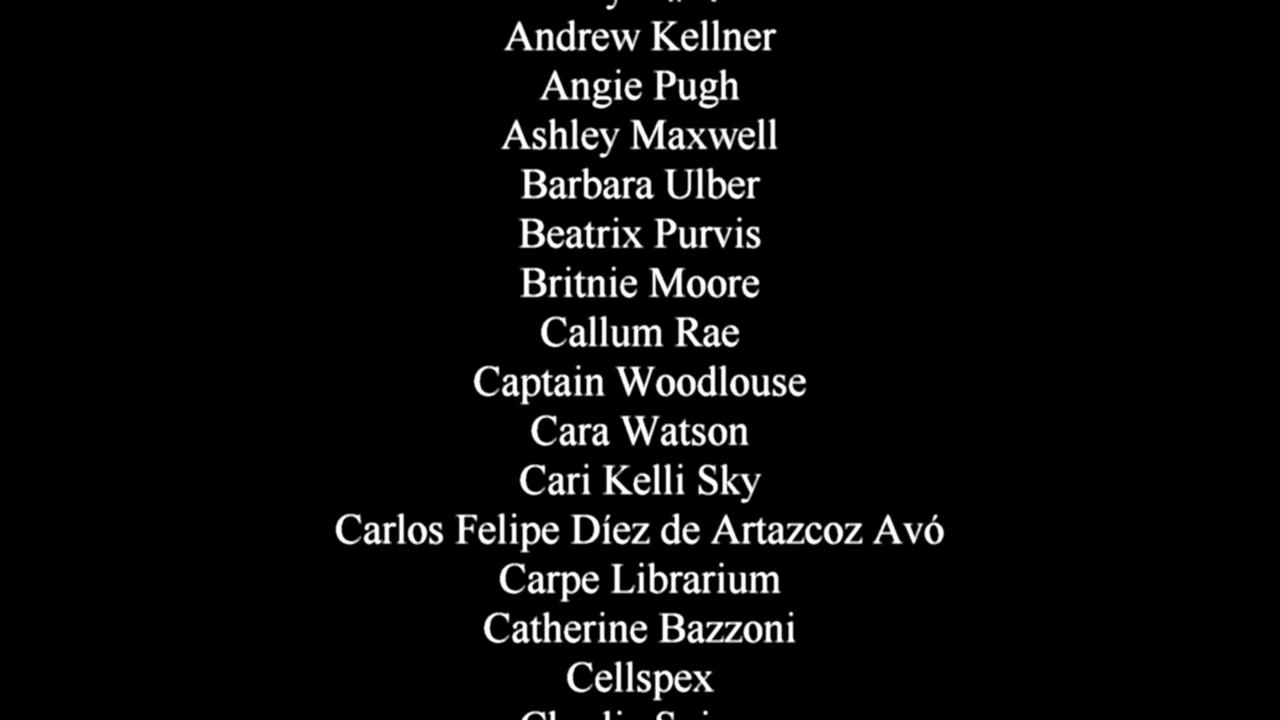 Andrew Kellner
Angie Pugh
Ashley Maxwell
Barbara Ulber
Beatrix Purvis
Britnie Moore
Callum Rae
Captain Woodlouse
Cara Watson
Cari Kelli Sky
Carlos Felipe Díez de Artazcoz Avó
Carpe Librarium
Catherine Bazzoni
Cellspex